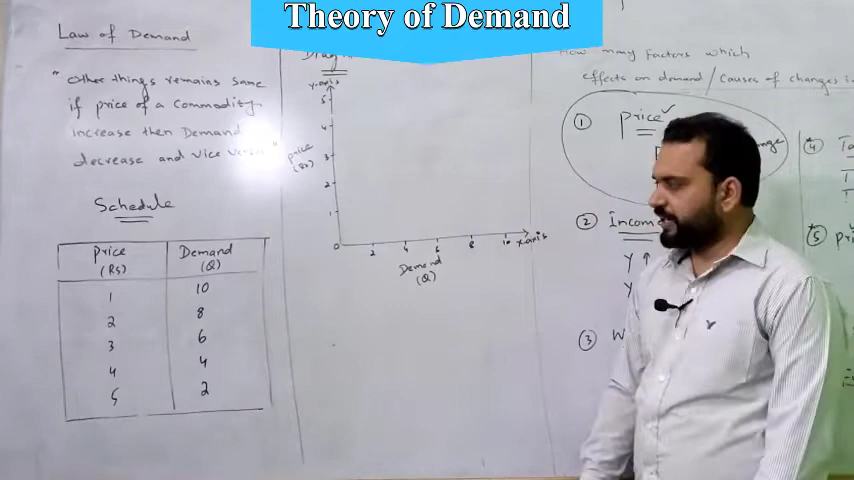 Theory of Demand
Law of Demand
" Other things remains same
if price of a Commodity
increase then Demand
decrease and vice versa "
Schedule
Price Demand
(Rs) (Q)
1 10
2 8
3 6
4 4
5 2
y-axis
5
4
3
2
1
0 2 4 6 8 10 x-axis
Price
(Rs)
Demand
(Q)
How many factors which
effects on demand / Causes of changes
① Price ✓
② Income
Y ↑
Y
③
④
⑤